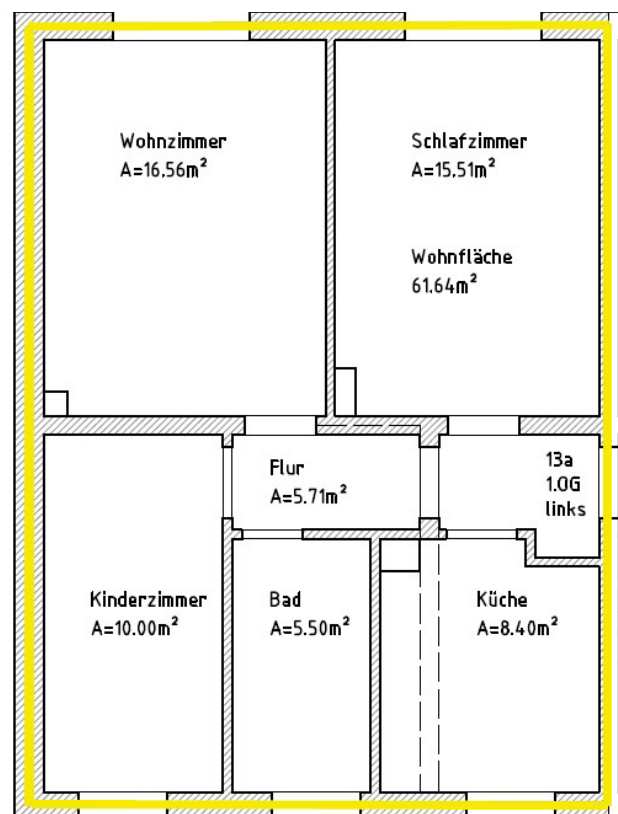 Wohnzimmer
A=16.56m²
Schlafzimmer
A=15.51m²
Wohnfläche
61.64m²
Flur
A=5.71m²
13a
1.OG
links
Kinderzimmer
A=10.00m²
Bad
A=5.50m²
Küche
A=8.40m²